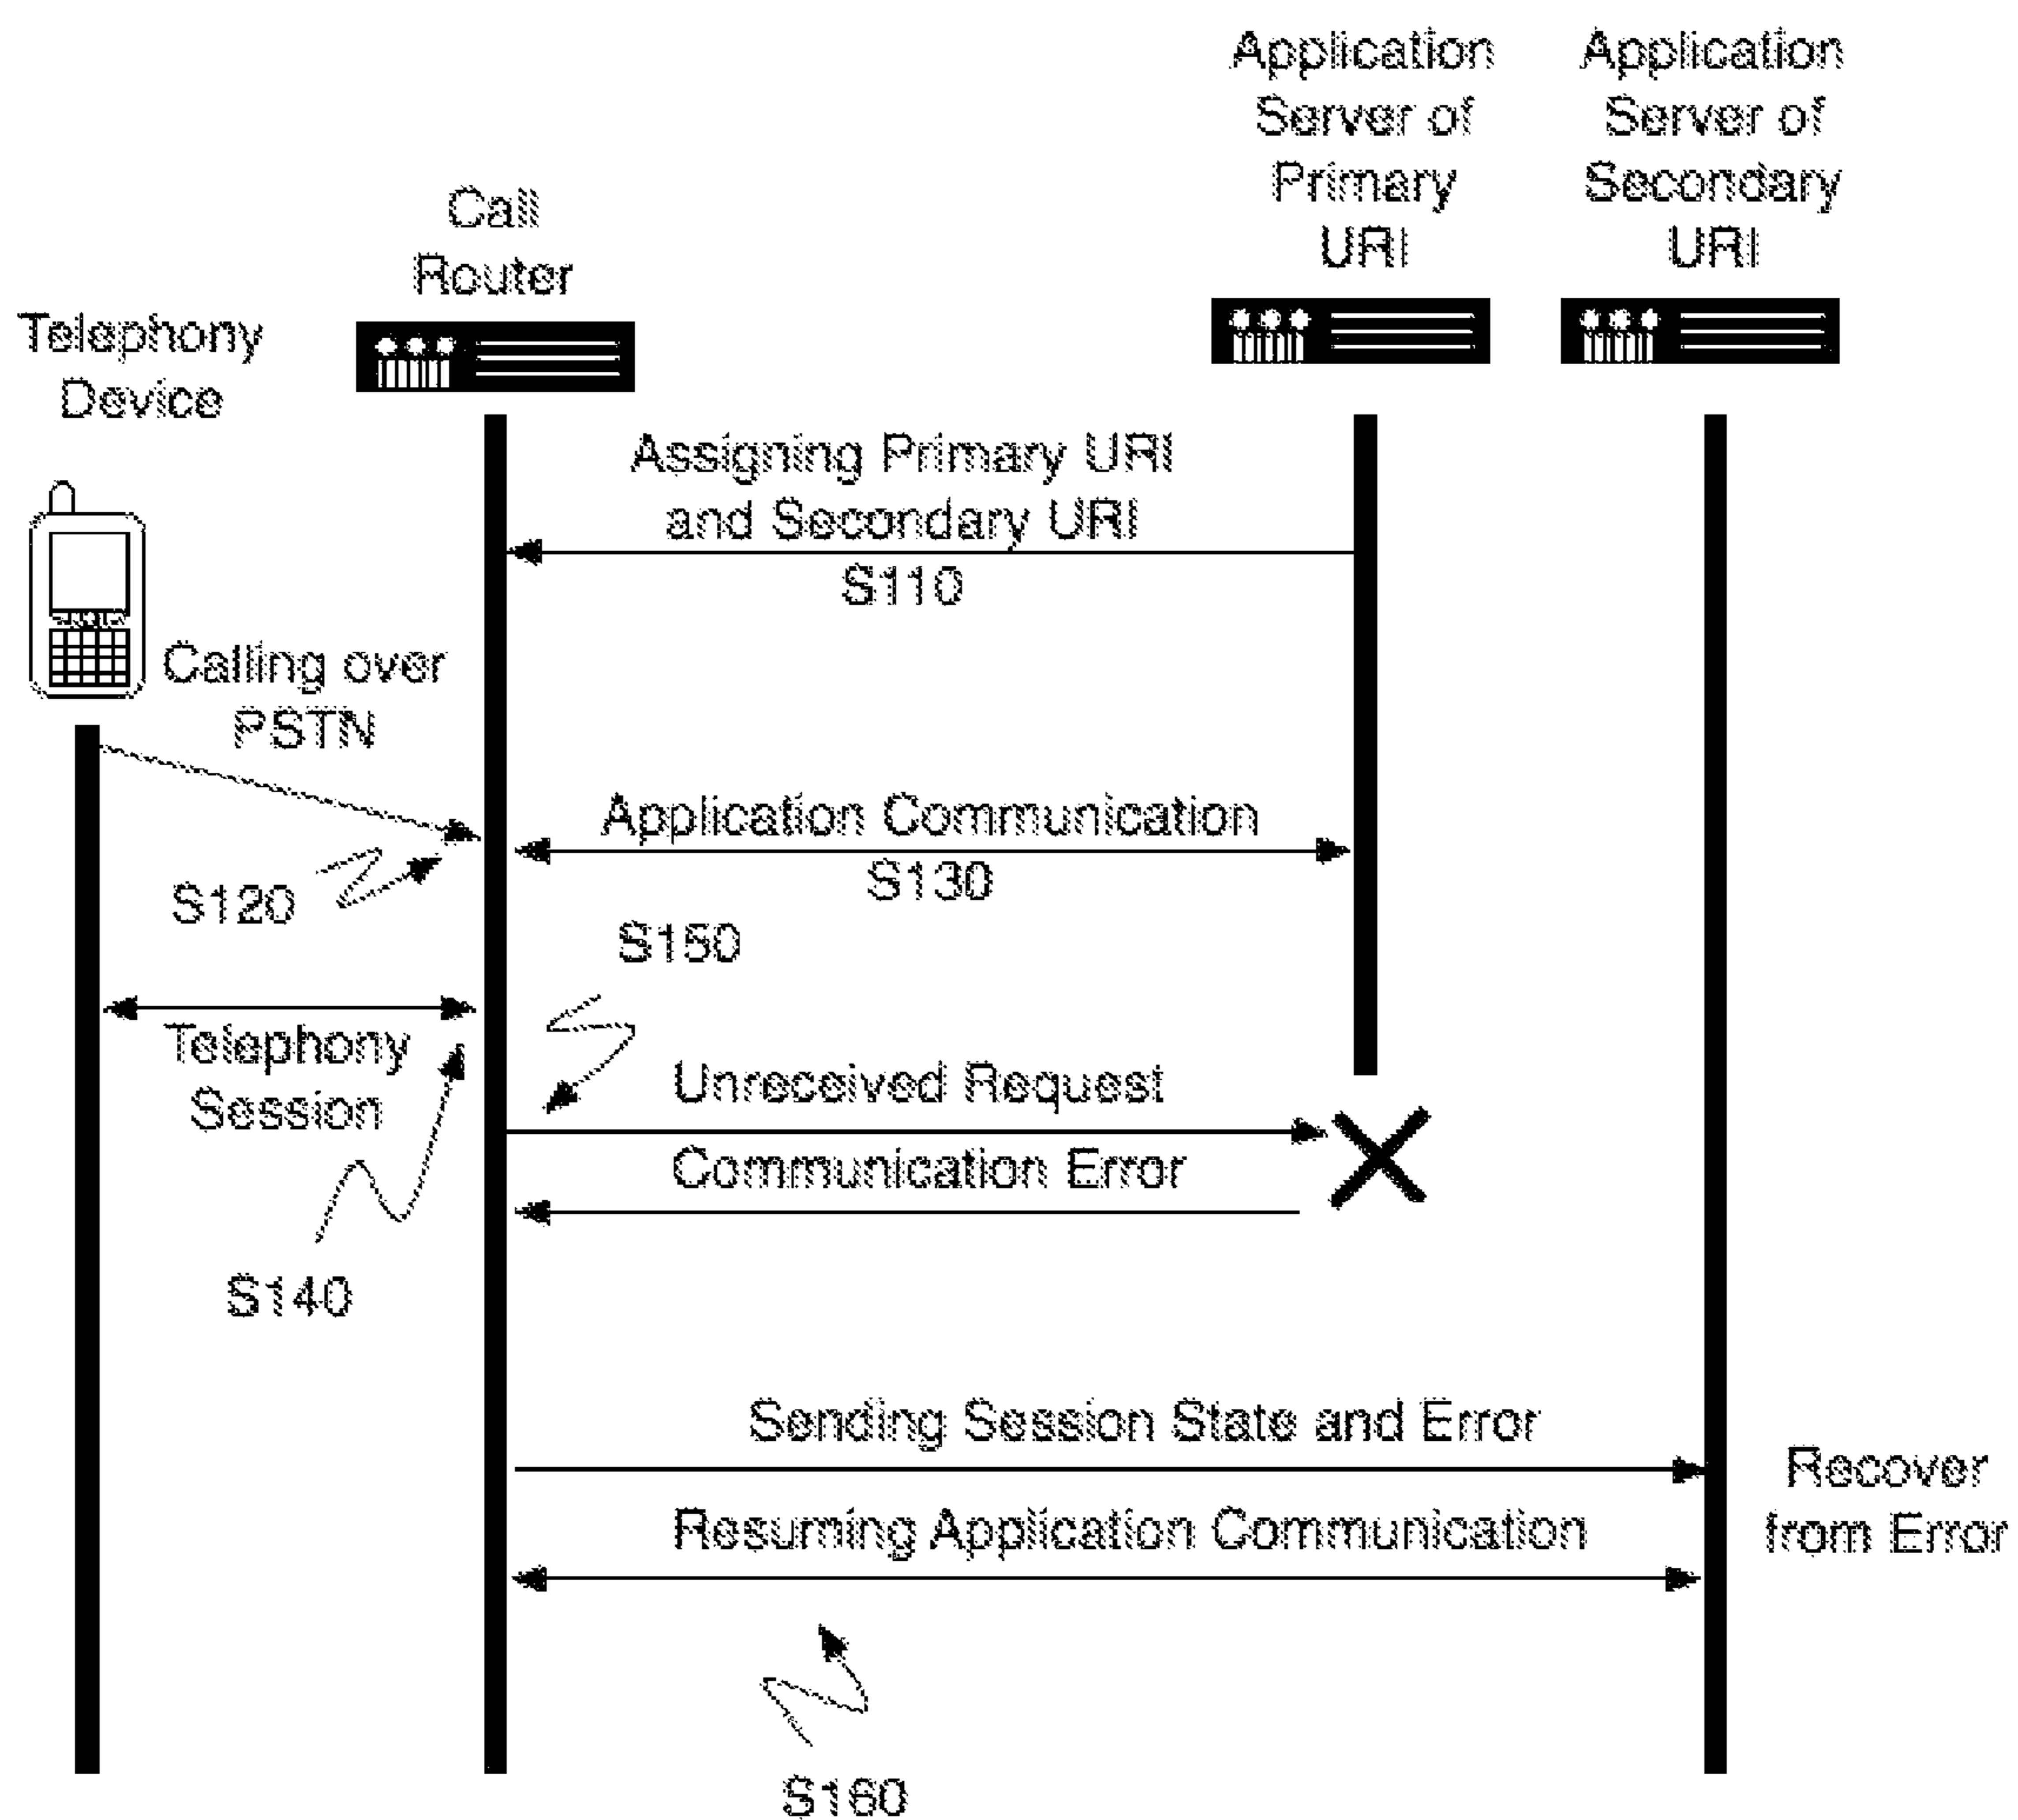 Application
Server of
Primary
URI
Application
Server of
Secondary
URI
Call
Router
Telephony
Device
Assigning Primary URI
and Secondary URI
S110
Calling over
PSTN
Application Communication
S130
S120
S150
Telephony
Session
Unreceived Request
Communication Error
S140
Sending Session State and Error
Recover
from Error
Resuming Application Communication
S160